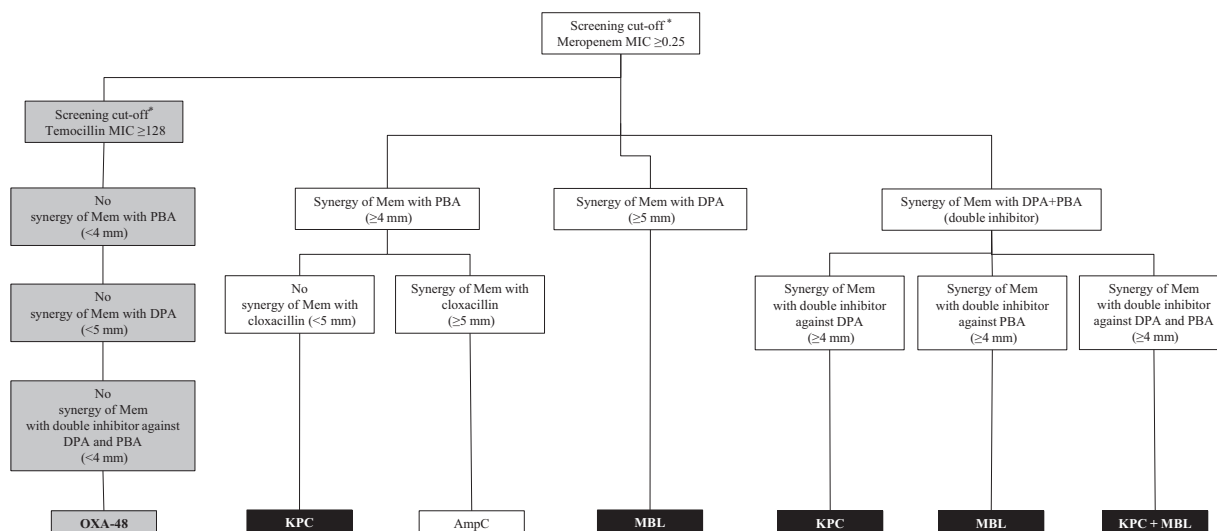 Screening cut-off *
Meropenem MIC ≥0.25
Screening cut-off#
Temocillin MIC ≥128
No
synergy of Mem with PBA
(<4 mm)
Synergy of Mem with PBA
(≥4 mm)
Synergy of Mem with DPA
(≥5 mm)
Synergy of Mem with DPA+PBA
(double inhibitor)
No
synergy of Mem with DPA
(<5 mm)
No
synergy of Mem with
cloxacillin (<5 mm)
Synergy of Mem with
cloxacillin
(≥5 mm)
Synergy of Mem
with double inhibitor
against DPA
(≥4 mm)
Synergy of Mem
with double inhibitor
against PBA
(≥4 mm)
Synergy of Mem
with double inhibitor
against DPA and PBA
(≥4 mm)
No
synergy of Mem
with double inhibitor against
DPA and PBA
(<4 mm)
OXA-48
KPC
AmpC
MBL
KPC
MBL
KPC + MBL